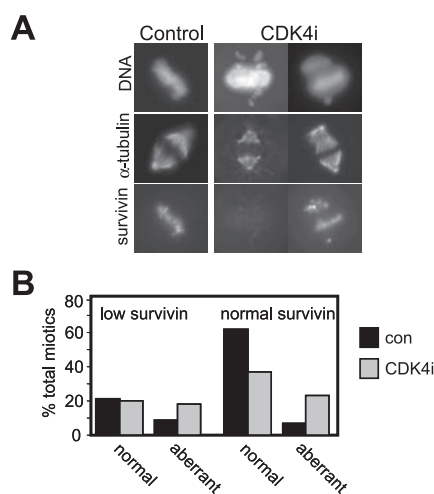 A
Control CDK4i
DNA
α-tubulin
survivin
B
% total miotics
80
60
40
20
0
low survivin normal survivin
normal
aberrant
normal
aberrant
con
CDK4i